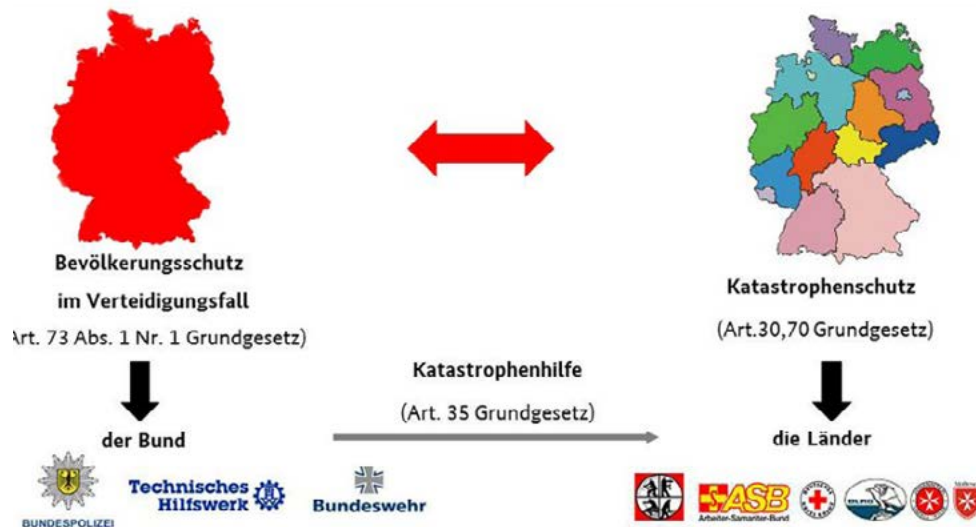 Bevölkerungsschutz
im Verteidigungsfall
Art. 73 Abs. 1 Nr. 1 Grundgesetz)
der Bund
BUNDESPOLIZEI
Technisches
Hilfswerk
Bundeswehr
Katastrophenhilfe
(Art. 35 Grundgesetz)
Katastrophenschutz
(Art.30,70 Grundgesetz)
die Länder
ASB
Arbeiter-Samariter-Bund